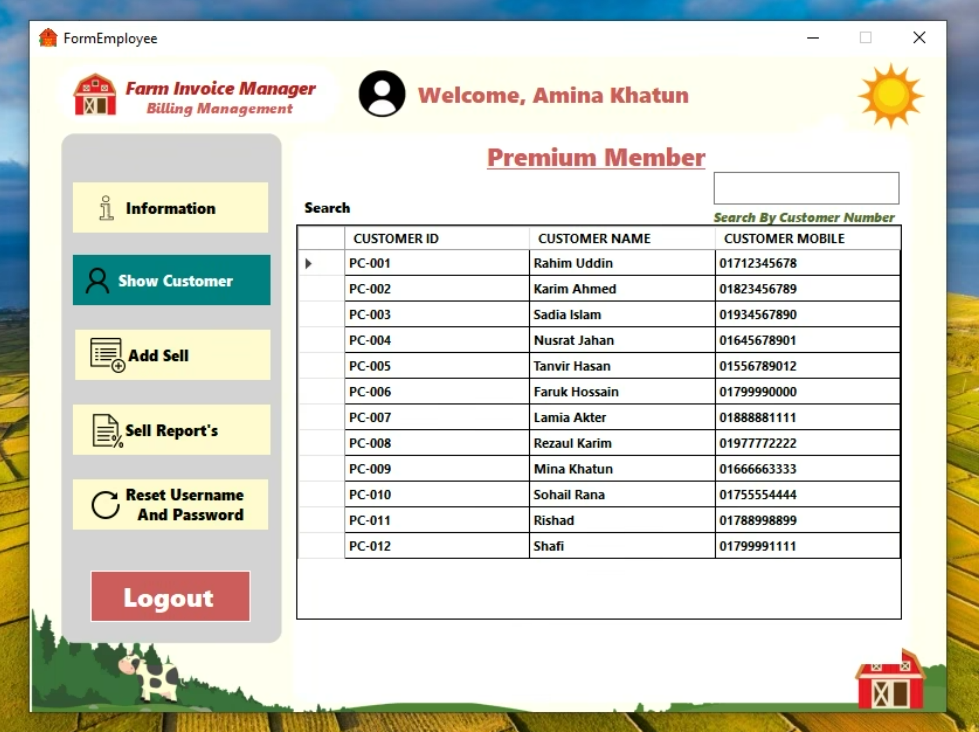 FormEmployee
Farm Invoice Manager
Billing Management
Welcome, Amina Khatun
Information
Show Customer
Add Sell
Sell Report's
Reset Username
And Password
Logout
Premium Member
Search
Search By Customer Number
CUSTOMER ID CUSTOMER NAME CUSTOMER MOBILE
PC-001 Rahim Uddin 01712345678
PC-002 Karim Ahmed 01823456789
PC-003 Sadia Islam 01934567890
PC-004 Nusrat Jahan 01645678901
PC-005 Tanvir Hasan 01556789012
PC-006 Faruk Hossain 01799990000
PC-007 Lamia Akter 01888881111
PC-008 Rezaul Karim 01977772222
PC-009 Mina Khatun 01666663333
PC-010 Sohail Rana 01755554444
PC-011 Rishad 01788998899
PC-012 Shafi 01799991111